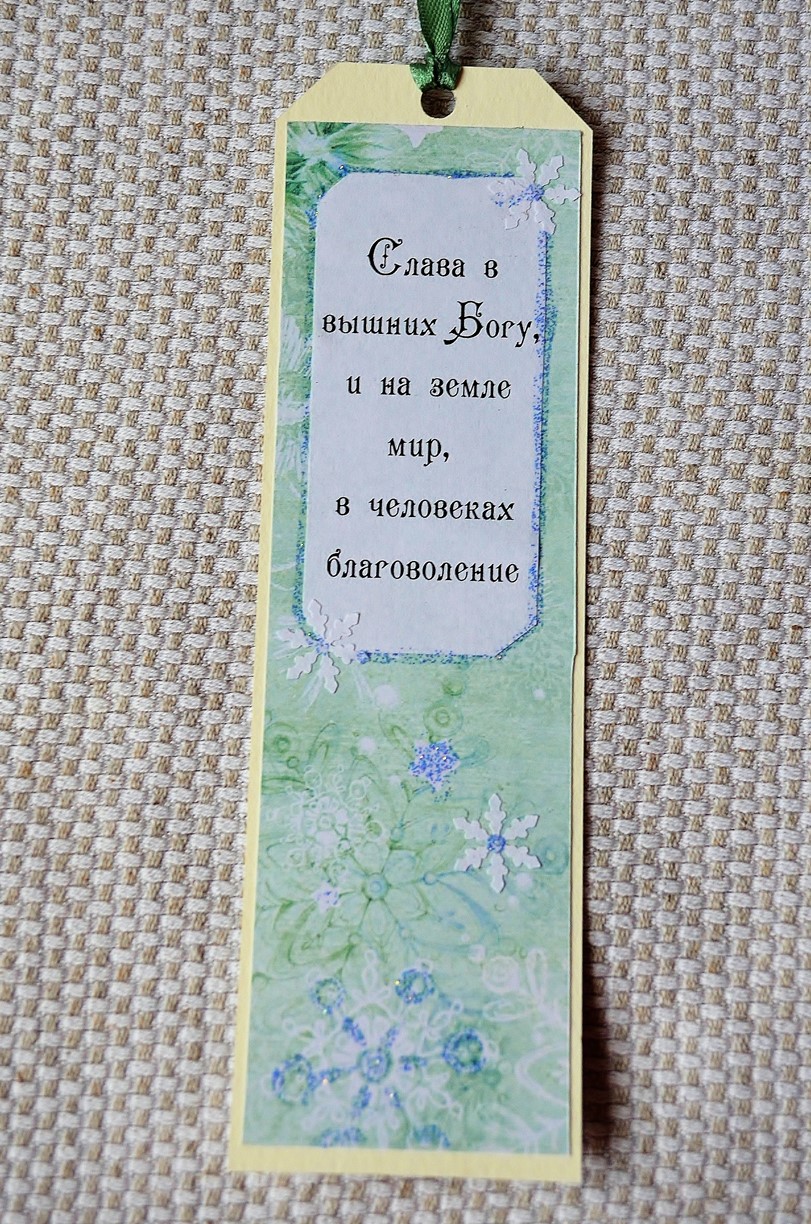 Слава в
вышних Богу,
и на земле
мир,
в человеках
благоволение